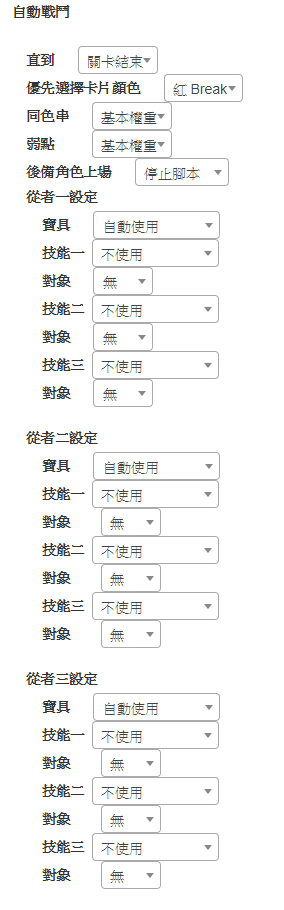 自動戰鬥
直到 關卡結束
優先選擇卡片顏色 紅 Break
同色串 基本權重
弱點 基本權重
後備角色上場 停止腳本
從者一設定
寶具 自動使用
技能一 不使用
對象 無
技能二 不使用
對象 無
技能三 不使用
對象 無
從者二設定
寶具 自動使用
技能一 不使用
對象 無
技能二 不使用
對象 無
技能三 不使用
對象 無
從者三設定
寶具 自動使用
技能一 不使用
對象 無
技能二 不使用
對象 無
技能三 不使用
對象 無